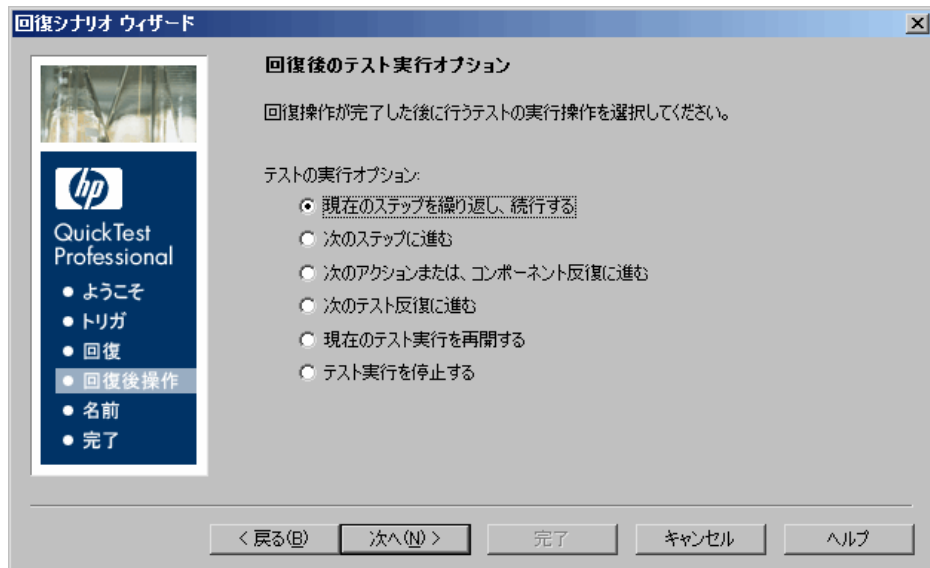 回復シナリオ ウィザード
回復後のテスト実行オプション
回復操作が完了した後に行うテストの実行操作を選択してください。
テストの実行オプション:
現在のステップを繰り返し、続行する
次のステップに進む
次のアクションまたは、コンポーネント反復に進む
次のテスト反復に進む
現在のテスト実行を再開する
テスト実行を停止する
hp
QuickTest
Professional
ようこそ
トリガ
回復
回復後操作
名前
完了
< 戻る(B)
次へ(N) >
完了
キャンセル
ヘルプ